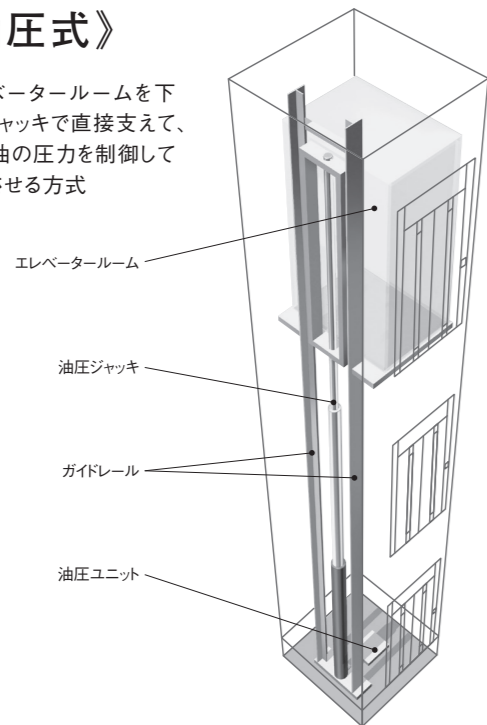 圧式》
ベータールームを下
ャッキで直接支えて、
油の圧力を制御して
させる方式
エレベータールーム
油圧ジャッキ
ガイドレール
油圧ユニット